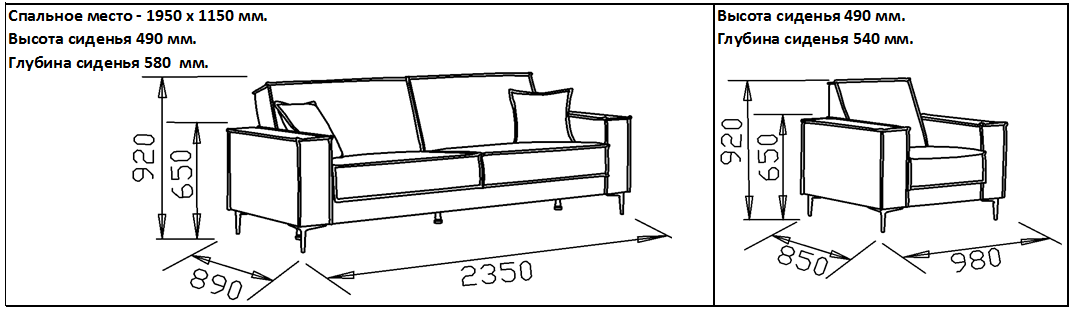 Спальное место - 1950 х 1150 мм.
Высота сиденья 490 мм.
Глубина сиденья 580  мм.
920
650
890
2350
Высота сиденья 490 мм.
Глубина сиденья 540 мм.
920
650
850
980